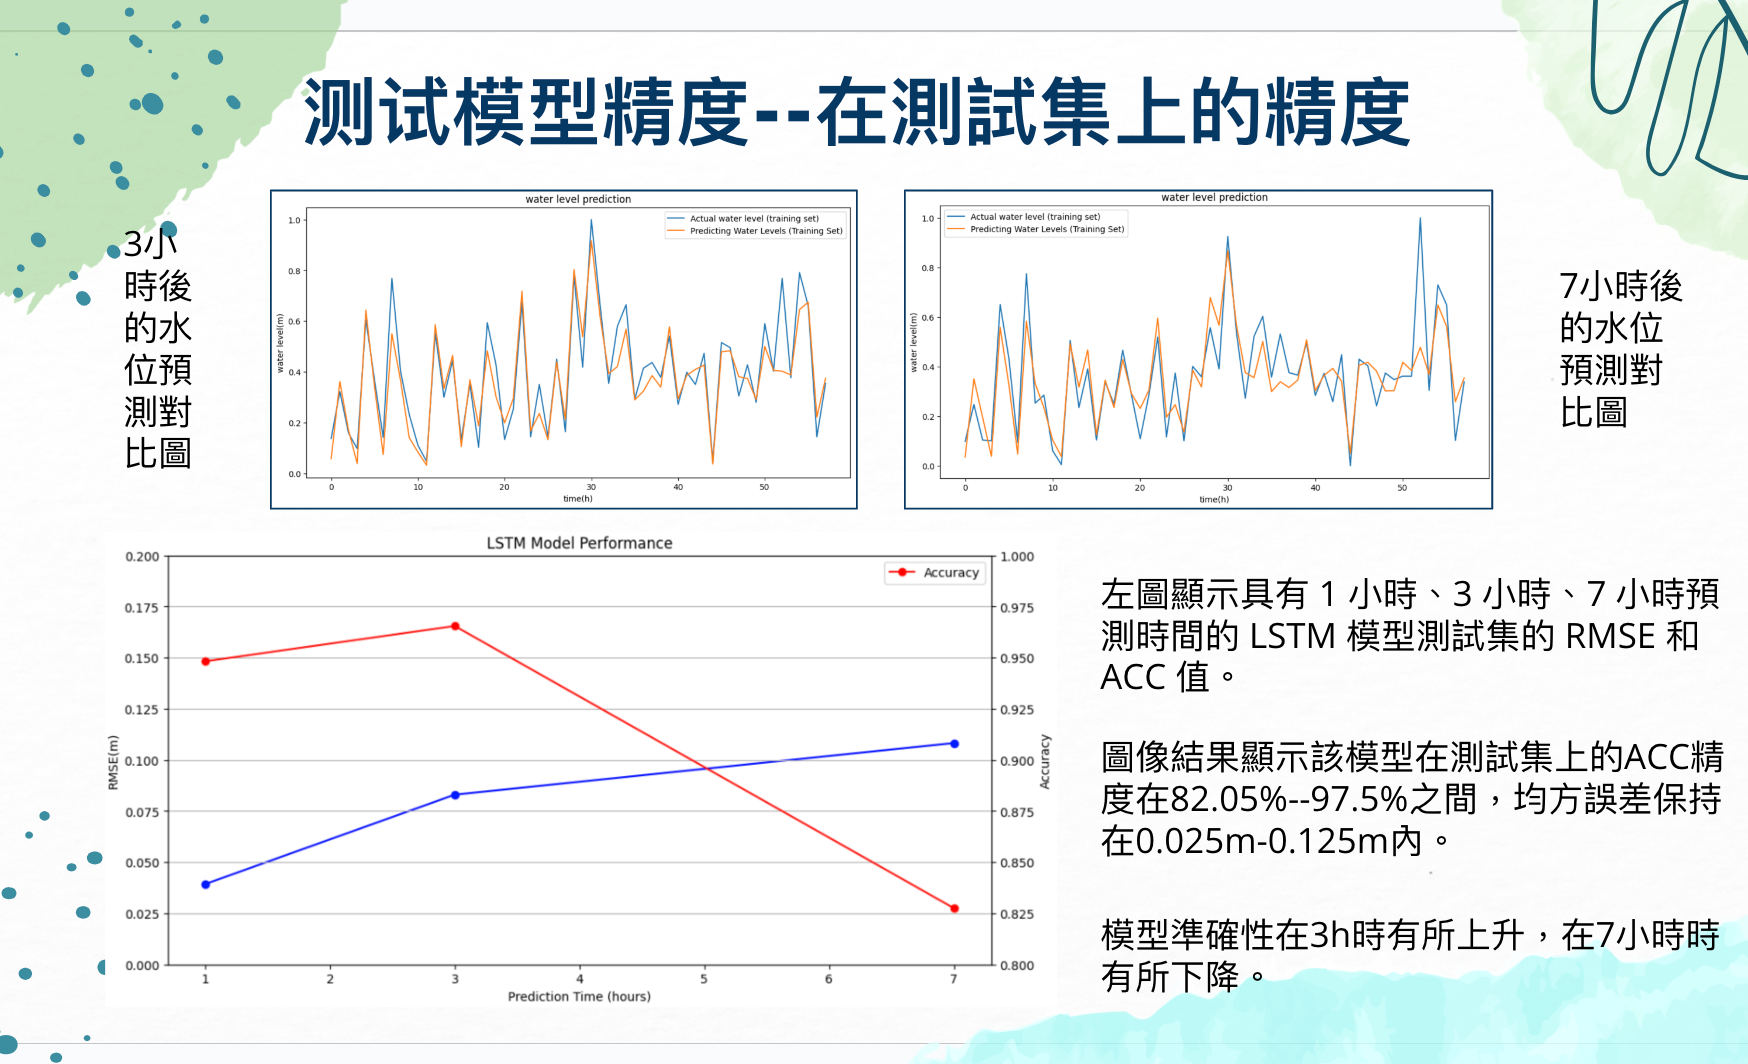 测试模型精度--在測試集上的精度
3小
時後
的水
位預
測對
比圖
water level prediction
Actual water level (training set)
Predicting Water Levels (Training Set)
water level(m)
1.0
0.8
0.6
0.4
0.2
0.0
0 10 20 30 40 50
time(h)
water level prediction
Actual water level (training set)
Predicting Water Levels (Training Set)
water level(m)
1.0
0.8
0.6
0.4
0.2
0.0
0 10 20 30 40 50
time(h)
7小時後
的水位
預測對
比圖
LSTM Model Performance
Accuracy
RMSE(m)
0.200
0.175
0.150
0.125
0.100
0.075
0.050
0.025
0.000
1.000
0.975
0.950
0.925
0.900
0.875
0.850
0.825
0.800
Accuracy
1 2 3 4 5 6 7
Prediction Time (hours)
左圖顯示具有 1 小時、3 小時、7 小時預
測時間的 LSTM 模型測試集的 RMSE 和
ACC 值。
圖像結果顯示該模型在測試集上的ACC精
度在82.05%--97.5%之間，均方誤差保持
在0.025m-0.125m內。
模型準確性在3h時有所上升，在7小時時
有所下降。